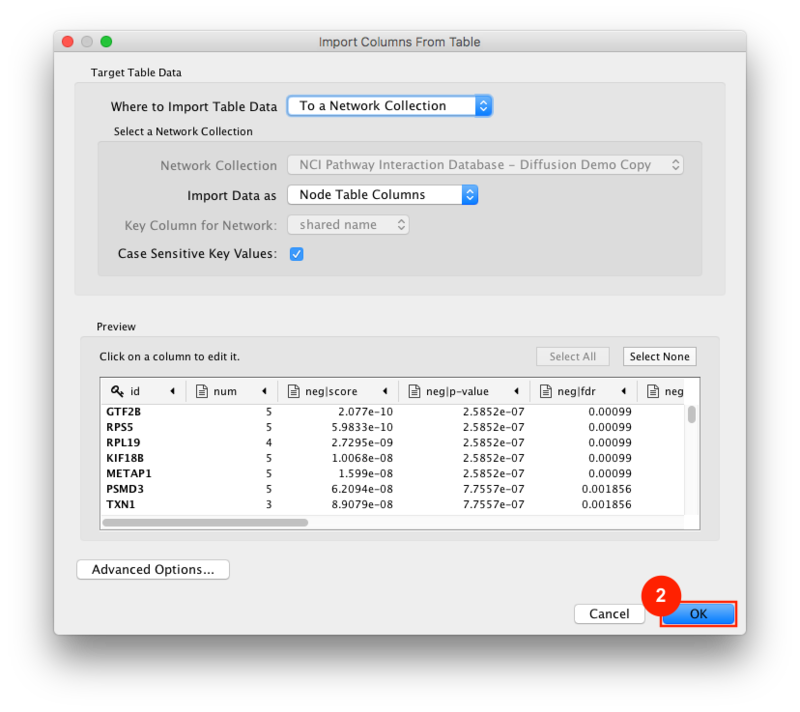 Import Columns From Table
Target Table Data
Where to Import Table Data To a Network Collection
Select a Network Collection
Network Collection NCI Pathway Interaction Database – Diffusion Demo Copy
Import Data as Node Table Columns
Key Column for Network: shared name
Case Sensitive Key Values:
Preview
Click on a column to edit it. Select All Select None
id num neg|score neg|p-value neg|fdr neg
GTF2B 5 2.077e-10 2.5852e-07 0.00099
RPS5 5 5.9833e-10 2.5852e-07 0.00099
RPL19 4 2.7295e-09 2.5852e-07 0.00099
KIF18B 5 1.0068e-08 2.5852e-07 0.00099
METAP1 5 1.599e-08 2.5852e-07 0.00099
PSMD3 5 6.2094e-08 7.7557e-07 0.001856
TXN1 3 8.9079e-08 7.7557e-07 0.001856
Advanced Options...
2
Cancel OK